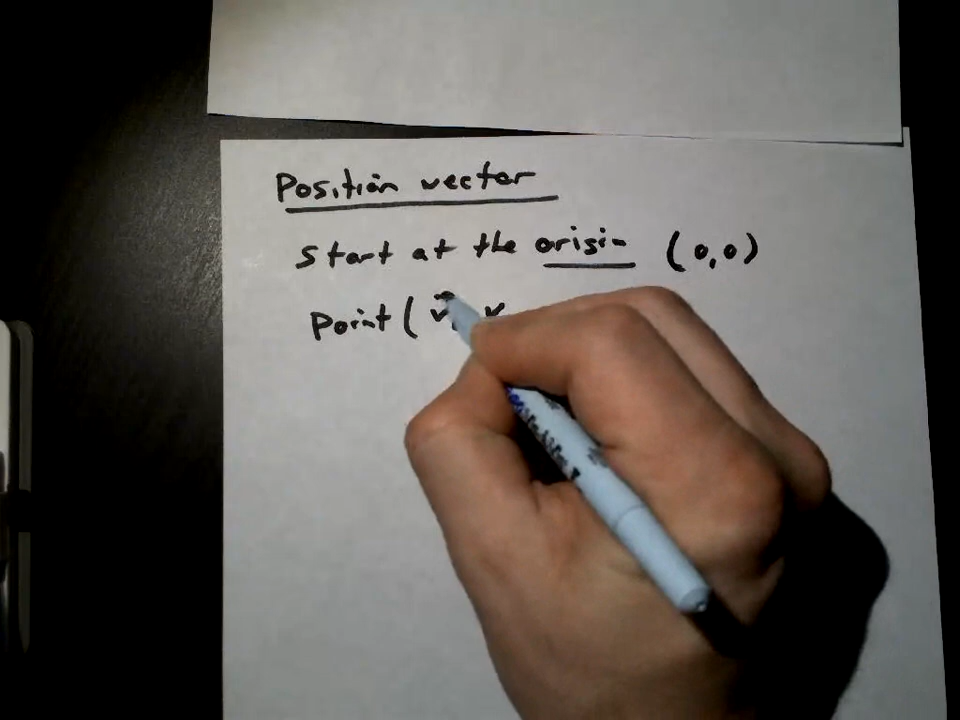 Position vector
Start at the origin (0,0)
Point (v, v